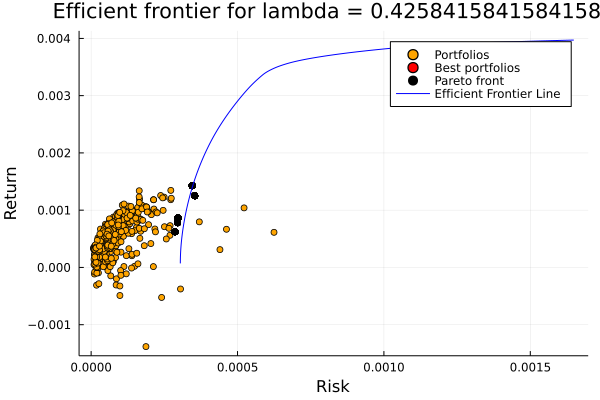 Efficient frontier for lambda = 0.4258415841584158
0.004
0.003
0.002
0.001
0.000
−0.001
Return
Portfolios
Best portfolios
Pareto front
Efficient Frontier Line
0.0000
0.0005
0.0010
0.0015
Risk